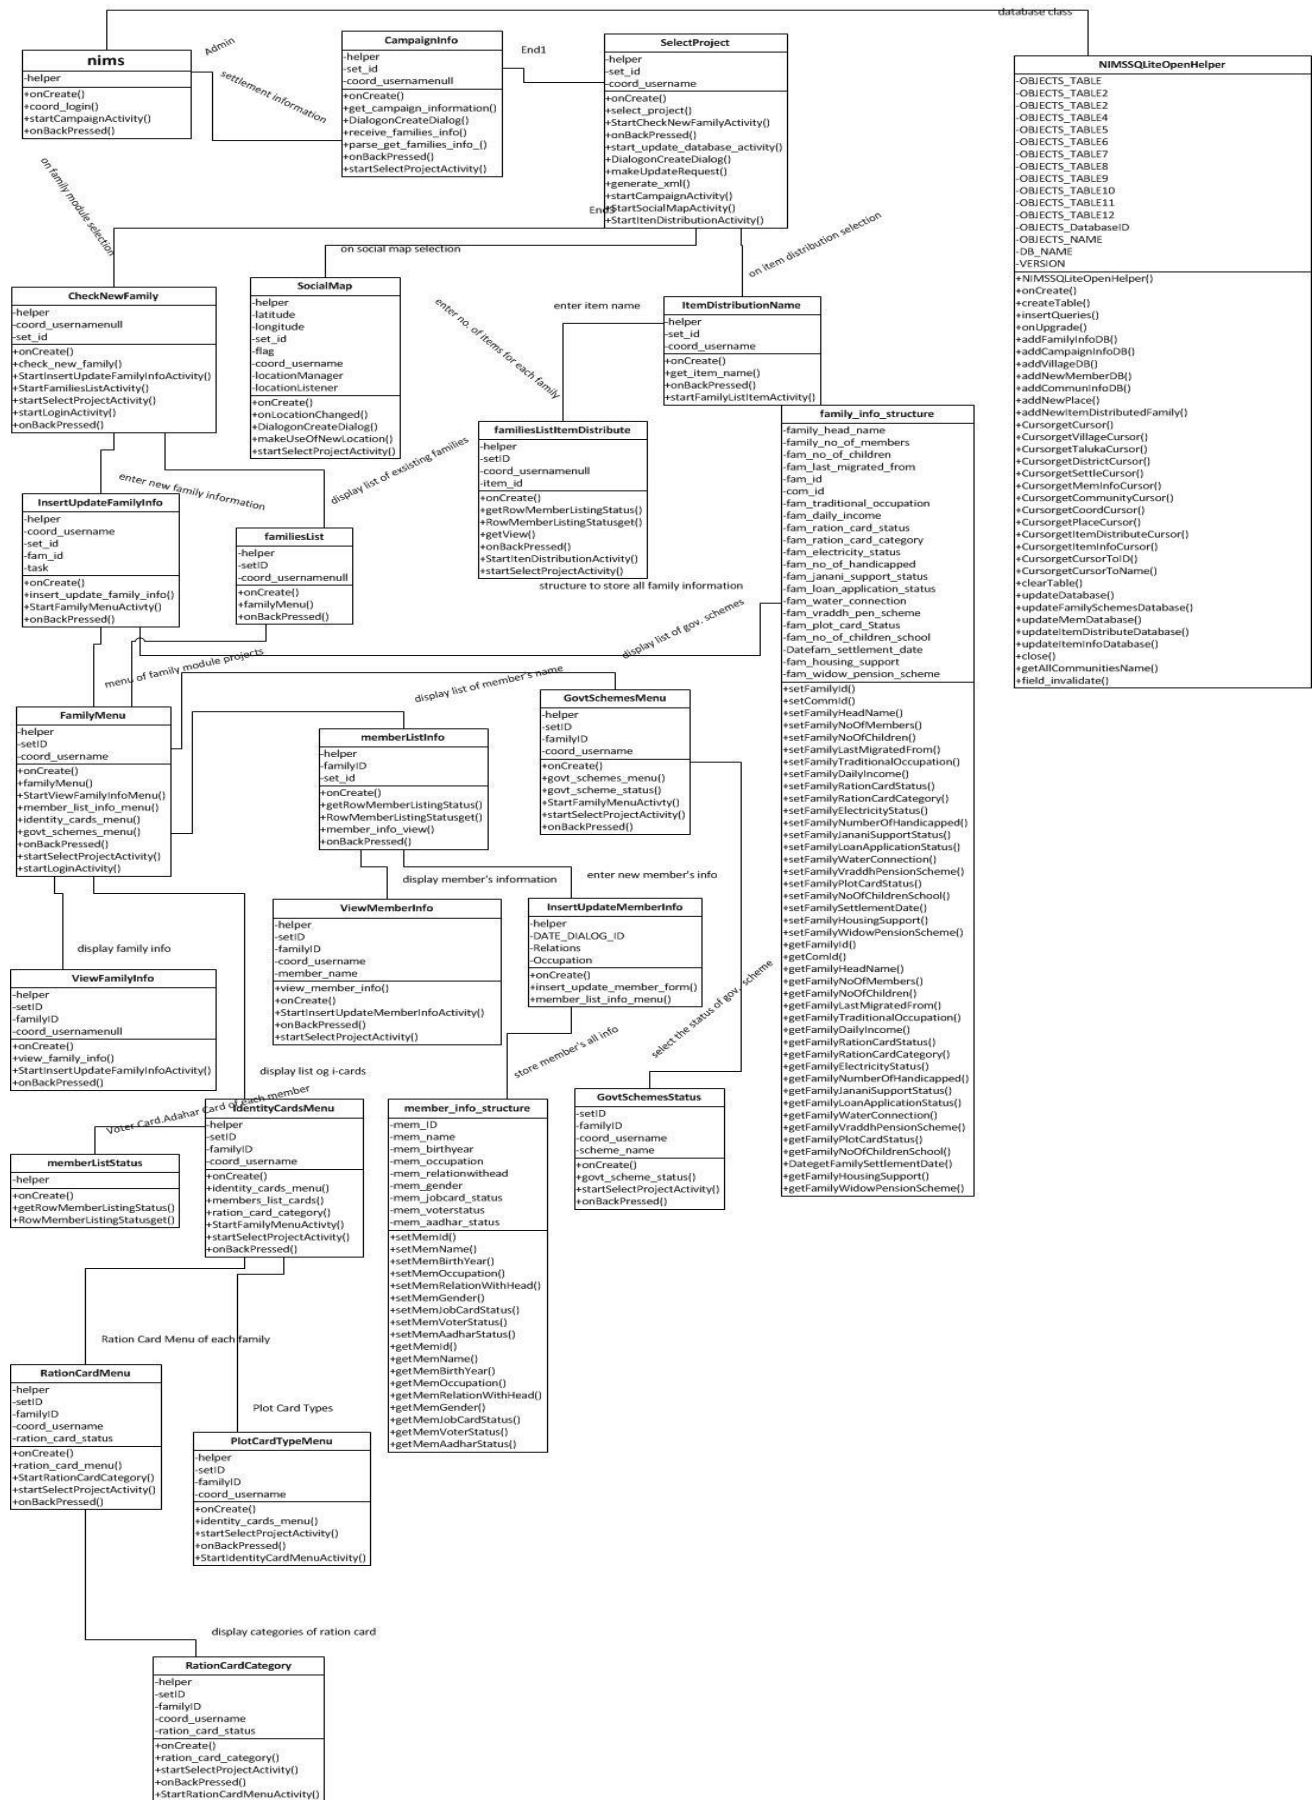 database class
nims
-helper
+onCreate()
+coord_login()
+startCampaignActivity()
+onBackPressed()
Admin
settlement information
CampaignInfo
-helper
-set_id
-coord_usernamenull
+onCreate()
+get_campaign_information()
+DialogonCreateDialog()
+receive_families_info()
+parse_get_families_info_()
+onBackPressed()
+startSelectProjectActivity()
End1
SelectProject
-helper
-set_id
-coord_username
+onCreate()
+select_project()
+StartCheckNewFamilyActivity()
+onBackPressed()
+start_update_database_activity()
+DialogonCreateDialog()
+makeUpdateRequest()
+generate_xml()
+startCampaignActivity()
+StartSocialMapActivity()
+StartItenDistributionActivity()
NIMSSQLiteOpenHelper
-OBJECTS_TABLE
-OBJECTS_TABLE2
-OBJECTS_TABLE2
-OBJECTS_TABLE4
-OBJECTS_TABLE5
-OBJECTS_TABLE6
-OBJECTS_TABLE7
-OBJECTS_TABLE8
-OBJECTS_TABLE9
-OBJECTS_TABLE10
-OBJECTS_TABLE11
-OBJECTS_TABLE12
-OBJECTS_DatabaseID
-OBJECTS_NAME
-DB_NAME
-VERSION
+NIMSSQLiteOpenHelper()
+onCreate()
+createTable()
+insertQueries()
+onUpgrade()
+addFamilyInfoDB()
+addCampaignInfoDB()
+addVillageDB()
+addNewMemberDB()
+addCommunInfoDB()
+addNewPlace()
+addNewItemDistributedFamily()
+CursorgetCursor()
+CursorgetVillageCursor()
+CursorgetTalukaCursor()
+CursorgetDistrictCursor()
+CursorgetSettleCursor()
+CursorgetMemInfoCursor()
+CursorgetCommunityCursor()
+CursorgetCoordCursor()
+CursorgetPlaceCursor()
+CursorgetItemDistributeCursor()
+CursorgetItemInfoCursor()
+CursorgetCursorToID()
+CursorgetCursorToName()
+clearTable()
+updateDatabase()
+updateFamilySchemesDatabase()
+updateMemDatabase()
+updateItemDistributeDatabase()
+updateItemInfoDatabase()
+close()
+getAllCommunitiesName()
+field_invalidate()
on family module selection
on social map selection
on item distribution selection
CheckNewFamily
-helper
-coord_usernamenull
-set_id
+onCreate()
+check_new_family()
+StartInsertUpdateFamilyInfoActivity()
+StartFamiliesListActivity()
+startSelectProjectActivity()
+startLoginActivity()
+onBackPressed()
SocialMap
-helper
-latitude
-longitude
-set_id
-flag
-coord_username
-locationManager
-locationListener
+onCreate()
+onLocationChanged()
+DialogonCreateDialog()
+makeUseOfNewLocation()
+startSelectProjectActivity()
enter no. of items for each family
enter item name
ItemDistributionName
-helper
-set_id
-coord_username
+onCreate()
+get_item_name()
+onBackPressed()
+startFamilyListItemActivity()
familiesListItemDistribute
-helper
-setID
-coord_usernamenull
-item_id
+onCreate()
+getRowMemberListingStatus()
+RowMemberListingStatusget()
+getView()
+onBackPressed()
+StartItenDistributionActivity()
+startSelectProjectActivity()
family_info_structure
-family_head_name
-family_no_of_members
-fam_no_of_children
-fam_last_migrated_from
-fam_id
-com_id
-fam_traditional_occupation
-fam_daily_income
-fam_ration_card_status
-fam_ration_card_category
-fam_electricity_status
-fam_no_of_handicapped
-fam_janani_support_status
-fam_loan_application_status
-fam_water_connection
-fam_vraddh_pen_scheme
-fam_plot_card_Status
-fam_no_of_children_school
-Datefam_settlement_date
-fam_housing_support
-fam_widow_pension_scheme
+setFamilyId()
+setCommId()
+setFamilyHeadName()
+setFamilyNoOfMembers()
+setFamilyNoOfChildren()
+setFamilyLastMigratedFrom()
+setFamilyTraditionalOccupation()
+setFamilyDailyIncome()
+setFamilyRationCardStatus()
+setFamilyRationCardCategory()
+setFamilyElectricityStatus()
+setFamilyNumberOfHandicapped()
+setFamilyJananiSupportStatus()
+setFamilyLoanApplicationStatus()
+setFamilyWaterConnection()
+setFamilyVraddhPensionScheme()
+setFamilyPlotCardStatus()
+setFamilyNoOfChildrenSchool()
+setFamilySettlementDate()
+setFamilyHousingSupport()
+setFamilyWidowPensionScheme()
+getFamilyId()
+getComId()
+getFamilyHeadName()
+getFamilyNoOfMembers()
+getFamilyNoOfChildren()
+getFamilyLastMigratedFrom()
+getFamilyTraditionalOccupation()
+getFamilyDailyIncome()
+getFamilyRationCardStatus()
+getFamilyRationCardCategory()
+getFamilyElectricityStatus()
+getFamilyNumberOfHandicapped()
+getFamilyJananiSupportStatus()
+getFamilyLoanApplicationStatus()
+getFamilyWaterConnection()
+getFamilyVraddhPensionScheme()
+getFamilyPlotCardStatus()
+getFamilyNoOfChildrenSchool()
+DategetFamilySettlementDate()
+getFamilyHousingSupport()
+getFamilyWidowPensionScheme()
enter new family information
display list of exsisting families
InsertUpdateFamilyInfo
-helper
-coord_username
-set_id
-fam_id
-task
+onCreate()
+insert_update_family_info()
+StartFamilyMenuActivty()
+onBackPressed()
familiesList
-helper
-setID
-coord_usernamenull
+onCreate()
+familyMenu()
+onBackPressed()
structure to store all family information
menu of family module projects
display list of member's name
display list of gov. schemes
FamilyMenu
-helper
-setID
-coord_username
+onCreate()
+familyMenu()
+StartViewFamilyInfoMenu()
+member_list_info_menu()
+identity_cards_menu()
+govt_schemes_menu()
+onBackPressed()
+startSelectProjectActivity()
+startLoginActivity()
memberListInfo
-helper
-familyID
-set_id
+onCreate()
+getRowMemberListingStatus()
+RowMemberListingStatusget()
+member_info_view()
+onBackPressed()
GovtSchemesMenu
-helper
-setID
-familyID
-coord_username
+onCreate()
+govt_schemes_menu()
+govt_scheme_status()
+StartFamilyMenuActivty()
+startSelectProjectActivity()
+onBackPressed()
display member's information
enter new member's info
ViewMemberInfo
-helper
-setID
-familyID
-coord_username
-member_name
+view_member_info()
+onCreate()
+StartInsertUpdateMemberInfoActivity()
+onBackPressed()
+startSelectProjectActivity()
InsertUpdateMemberInfo
-helper
-DATE_DIALOG_ID
-Relations
-Occupation
+onCreate()
+insert_update_member_form()
+member_list_info_menu()
display family info
ViewFamilyInfo
-helper
-setID
-familyID
-coord_usernamenull
+onCreate()
+view_family_info()
+StartInsertUpdateFamilyInfoActivity()
+onBackPressed()
store member's all info
select the status of gov. scheme
display list og i-cards
Voter Card.Adahar Card of each member
memberListStatus
-helper
+onCreate()
+getRowMemberListingStatus()
+RowMemberListingStatusget()
IdentityCardsMenu
-helper
-setID
-familyID
-coord_username
+onCreate()
+identity_cards_menu()
+members_list_cards()
+ration_card_category()
+StartFamilyMenuActivty()
+startSelectProjectActivity()
+onBackPressed()
member_info_structure
-mem_ID
-mem_name
-mem_birthyear
-mem_occupation
-mem_relationwithead
-mem_gender
-mem_jobcard_status
-mem_voterstatus
-mem_aadhar_status
+setMemId()
+setMemName()
+setMemBirthYear()
+setMemOccupation()
+setMemRelationWithHead()
+setMemGender()
+setMemJobCardStatus()
+setMemVoterStatus()
+setMemAadharStatus()
+getMemId()
+getMemName()
+getMemBirthYear()
+getMemOccupation()
+getMemRelationWithHead()
+getMemGender()
+getMemJobCardStatus()
+getMemVoterStatus()
+getMemAadharStatus()
GovtSchemesStatus
-setID
-familyID
-coord_username
-scheme_name
+onCreate()
+govt_scheme_status()
+startSelectProjectActivity()
+onBackPressed()
Ration Card Menu of each family
RationCardMenu
-helper
-setID
-familyID
-coord_username
-ration_card_status
+onCreate()
+ration_card_menu()
+StartRationCardCategory()
+startSelectProjectActivity()
+onBackPressed()
Plot Card Types
PlotCardTypeMenu
-helper
-setID
-familyID
-coord_username
+onCreate()
+identity_cards_menu()
+startSelectProjectActivity()
+onBackPressed()
+StartIdentityCardMenuActivity()
display categories of ration card
RationCardCategory
-helper
-setID
-familyID
-coord_username
-ration_card_status
+onCreate()
+ration_card_category()
+startSelectProjectActivity()
+onBackPressed()
+StartRationCardMenuActivity()